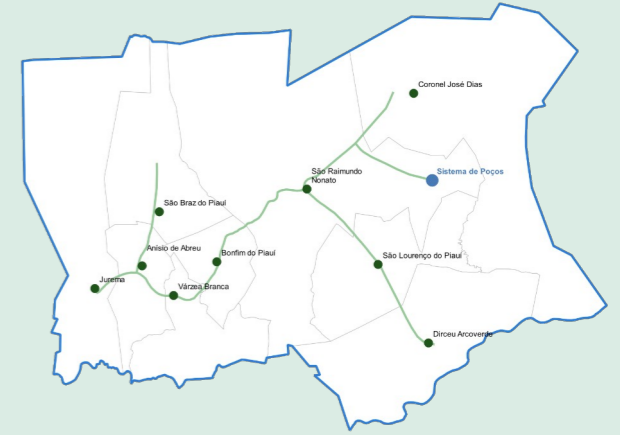 Coronel José Dias
São Raimundo
Nonato
Sistema de Poços
São Braz do Piauí
Anísio de Abreu
Bonfim do Piauí
São Lourenço do Piauí
Jurema
Várzea Branca
Dirceu Arcoverde